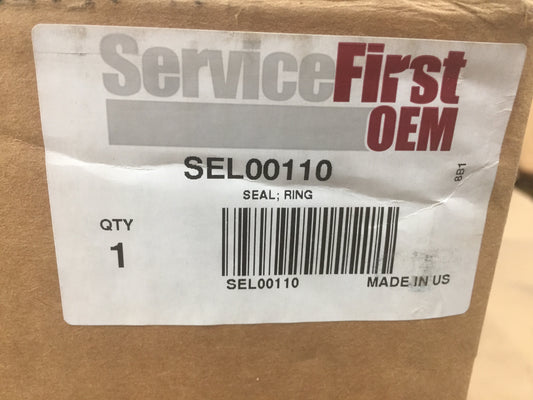 ServiceFirst
OEM
SEL00110
SEAL; RING
8B1
QTY
1
SEL00110
MADE IN US